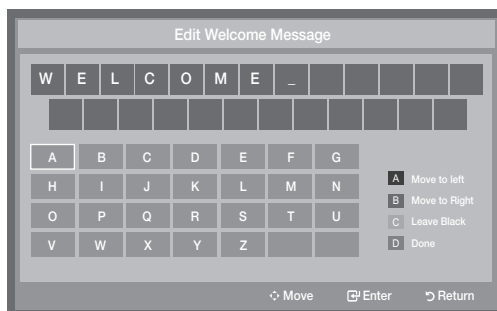 Edit Welcome Message
W E L C O M E _
A B C D E F G
H I J K L M N
O P Q R S T U
V W X Y Z
A Move to left
B Move to Right
C Leave Black
D Done
Move Enter Return